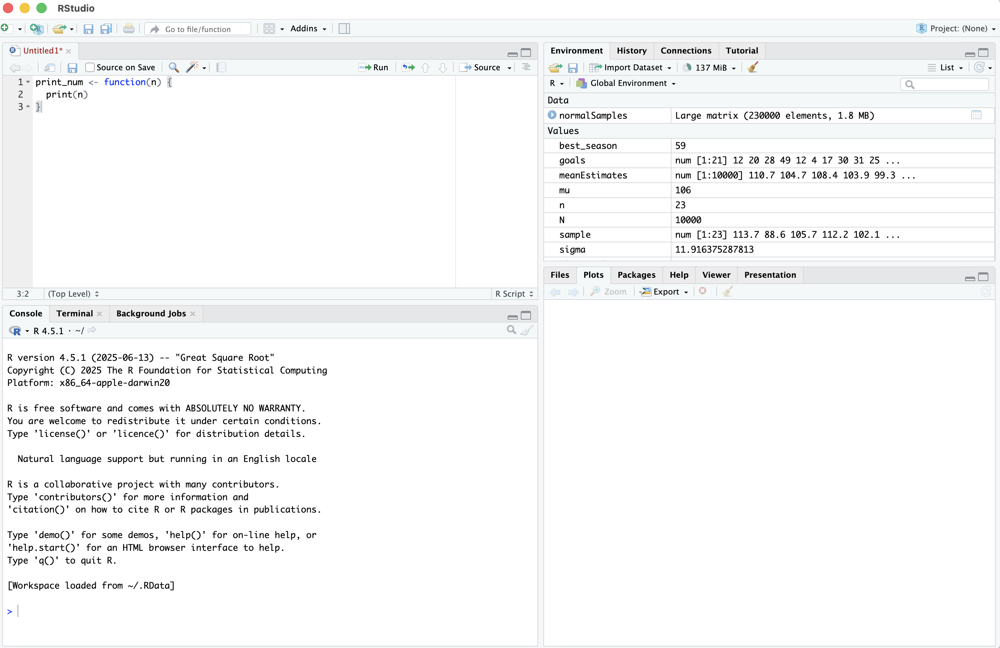 RStudio
Go to file/function
Addins
Project: (None)
Untitled1*
Source on Save
Run
Source
1 print_num <- function(n) {
2   print(n)
3 }
3:2
(Top Level)
R Script
Console
Terminal
Background Jobs
R 4.5.1 · ~/
R version 4.5.1 (2025-06-13) -- "Great Square Root"
Copyright (C) 2025 The R Foundation for Statistical Computing
Platform: x86_64-apple-darwin20
R is free software and comes with ABSOLUTELY NO WARRANTY.
You are welcome to redistribute it under certain conditions.
Type 'license()' or 'licence()' for distribution details.
Natural language support but running in an English locale
R is a collaborative project with many contributors.
Type 'contributors()' for more information and
'citation()' on how to cite R or R packages in publications.
Type 'demo()' for some demos, 'help()' for on-line help, or
'help.start()' for an HTML browser interface to help.
Type 'q()' to quit R.
[Workspace loaded from ~/.RData]
>
Environment
History
Connections
Tutorial
Import Dataset
137 MiB
List
R
Global Environment
Data
normalSamples Large matrix (230000 elements, 1.8 MB)
Values
best_season 59
goals num [1:21] 12 20 28 49 12 4 17 30 31 25 ...
meanEstimates num [1:10000] 110.7 104.7 108.4 103.9 99.3 ...
mu 106
n 23
N 10000
sample num [1:23] 113.7 88.6 105.7 112.2 102.1 ...
sigma 11.916375287813
Files
Plots
Packages
Help
Viewer
Presentation
Zoom
Export